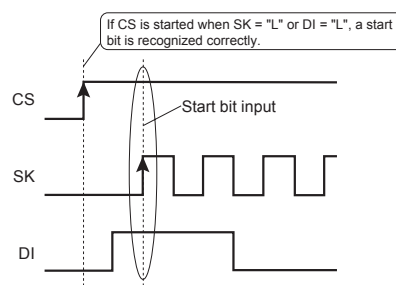 If CS is started when SK = "L" or DI = "L", a start
bit is recognized correctly.
CS
Start bit input
SK
DI